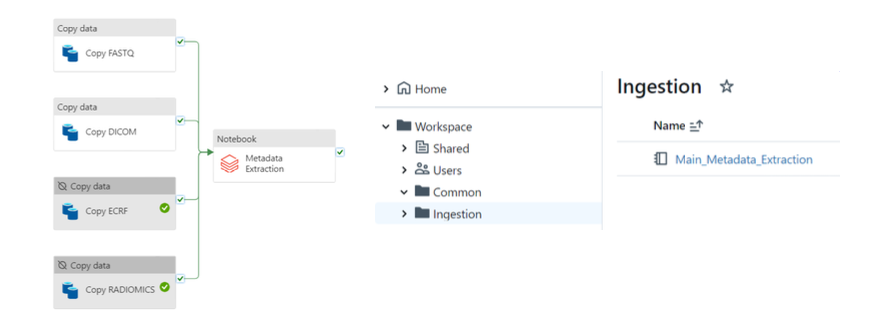 Copy data
Copy FASTQ
Copy data
Copy DICOM
Copy data
Copy ECRF
Copy data
Copy RADIOMICS
Notebook
Metadata
Extraction
Home
Workspace
Shared
Users
Common
Ingestion
Ingestion
Name
Main_Metadata_Extraction